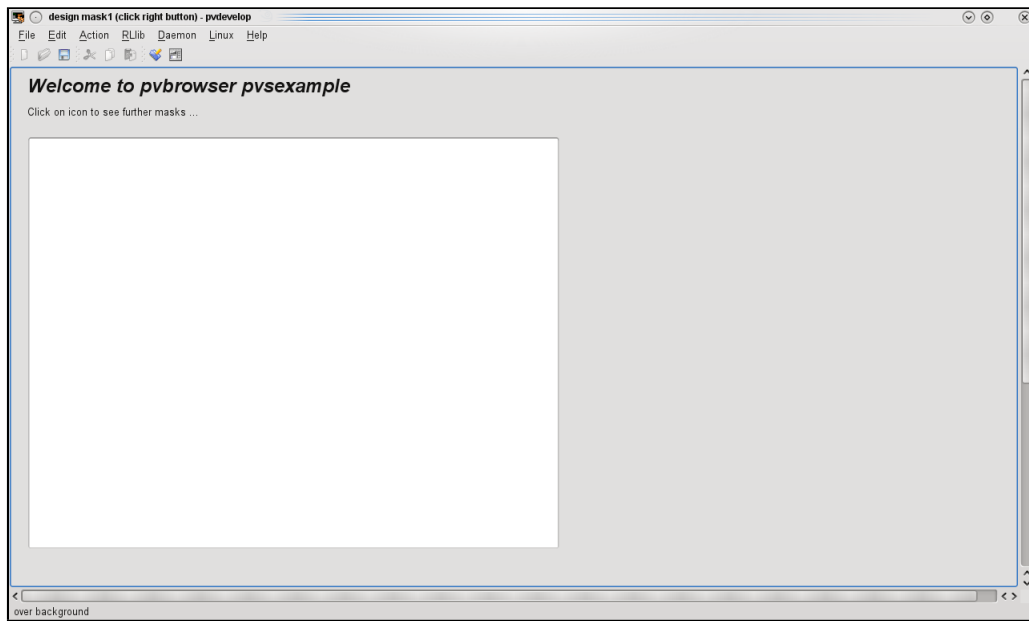 design mask1 (click right button) - pvdevelop
File Edit Action RLlib Daemon Linux Help
Welcome to pvbrowser pvsexample
Click on icon to see further masks ...
over background